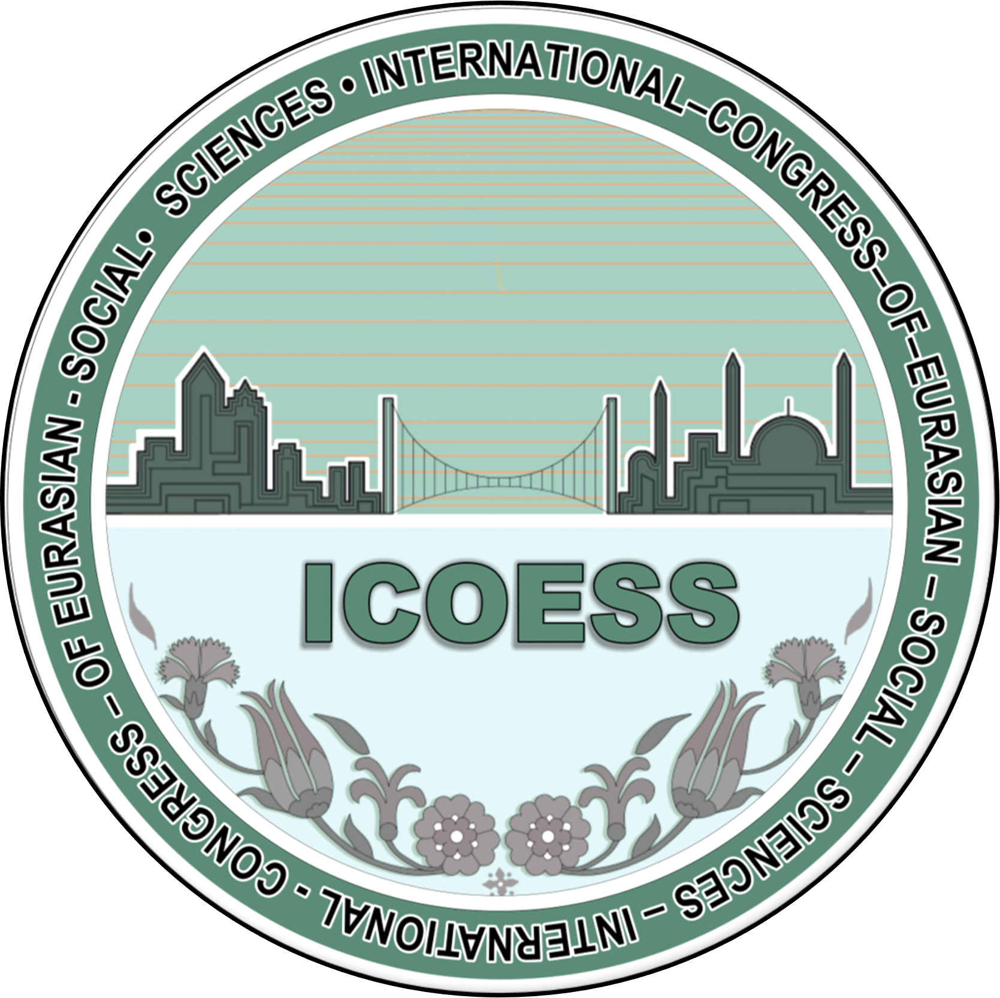 INTERNATIONAL–CONGRESS–OF–EURASIAN – SOCIAL – SCIENCES – INTERNATIONAL - CONGRESS - OF EURASIAN - SOCIAL• SCIENCES •
ICOESS